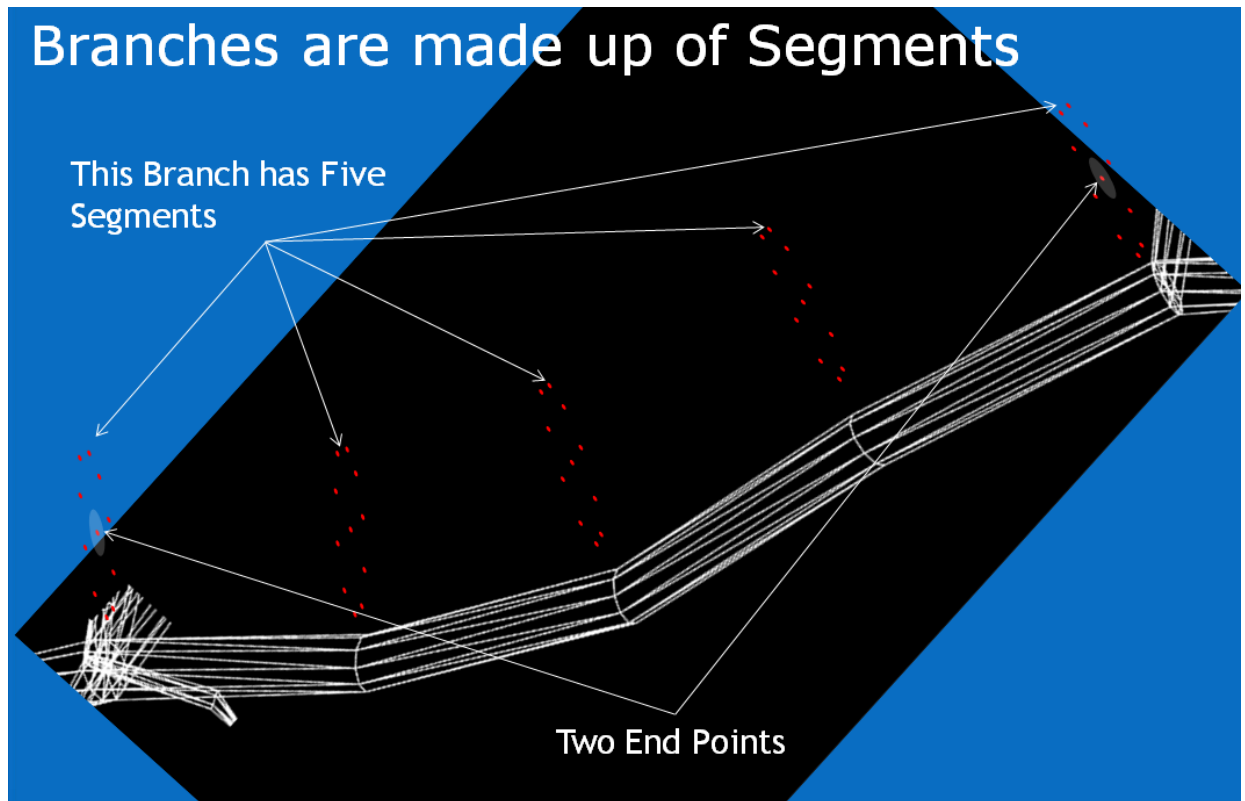 Branches are made up of Segments
This Branch has Five
Segments
Two End Points